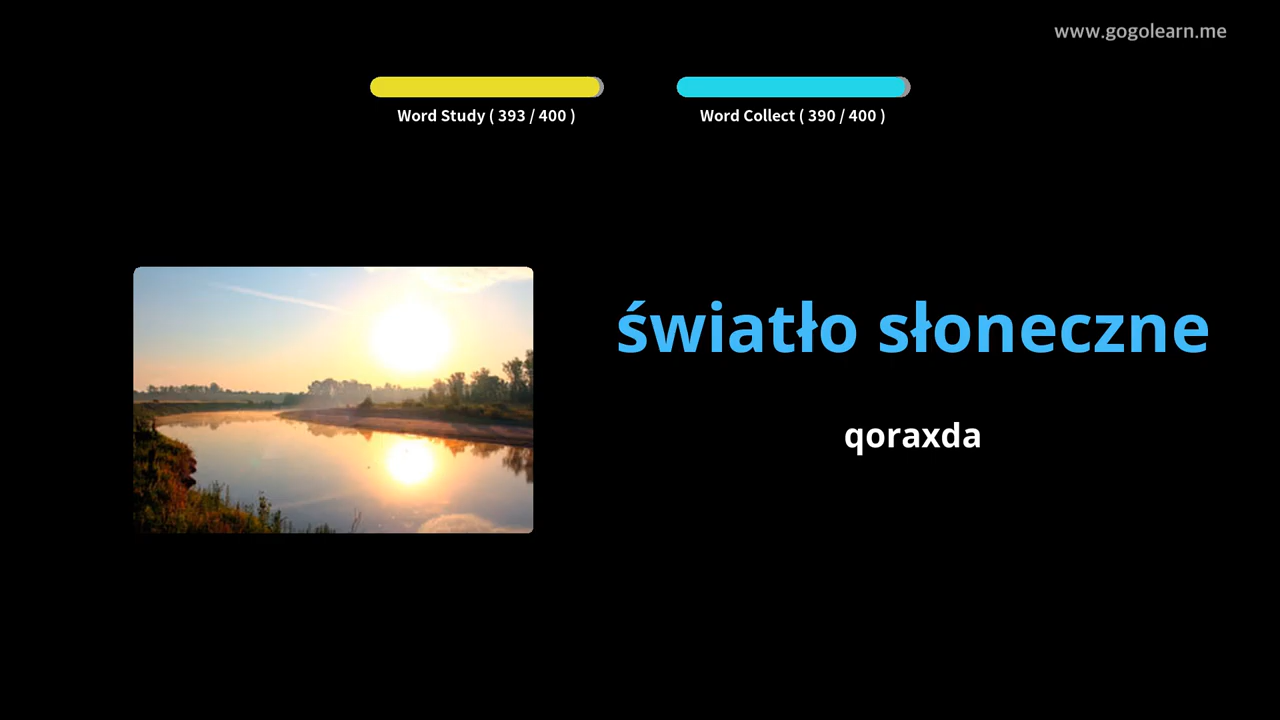 www.gogolearn.me
Word Study ( 393 / 400 )
Word Collect ( 390 / 400 )
światło słoneczne
qoraxda